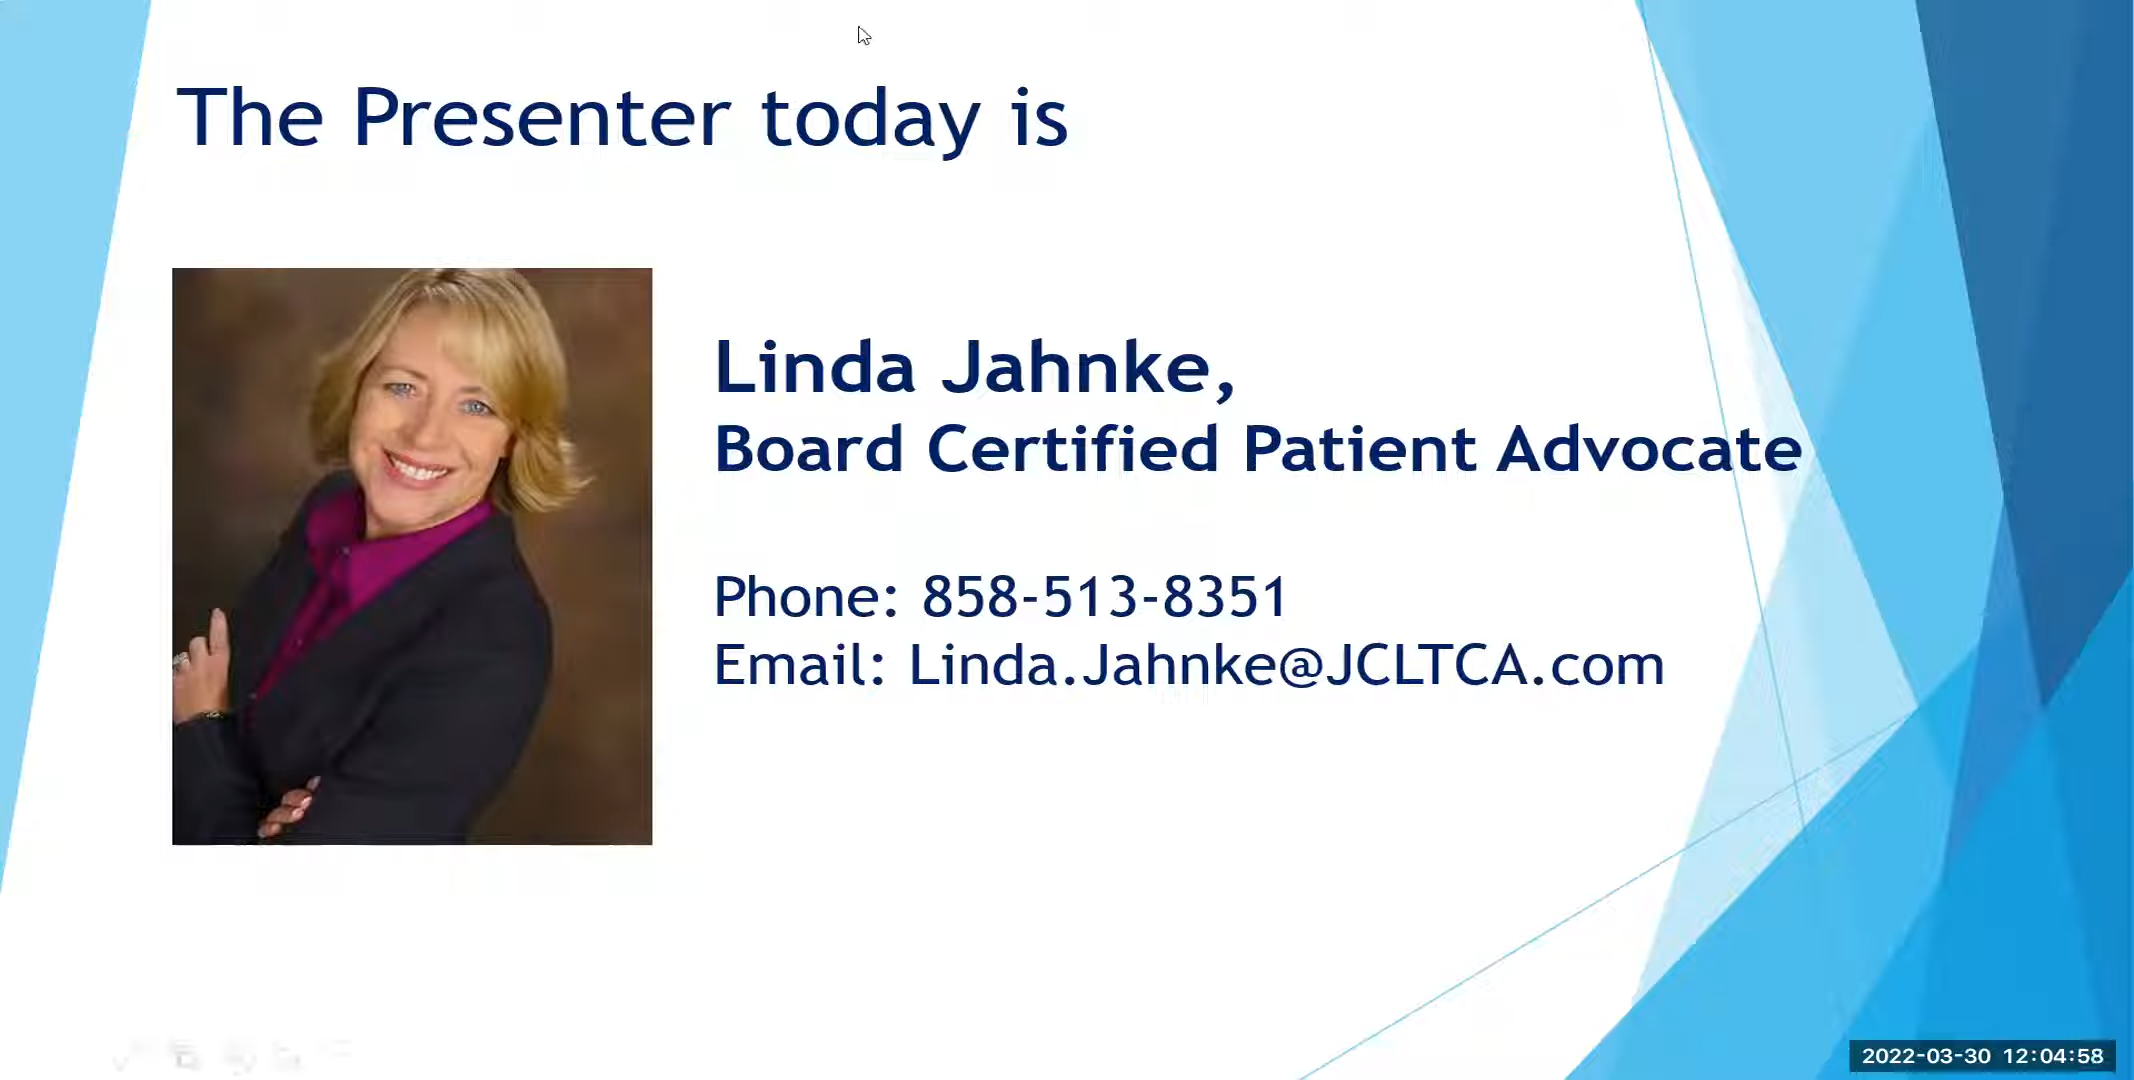 The Presenter today is
Linda Jahnke,
Board Certified Patient Advocate
Phone: 858-513-8351
Email: Linda.Jahnke@JCLTCA.com
2022-03-30 12:04:58